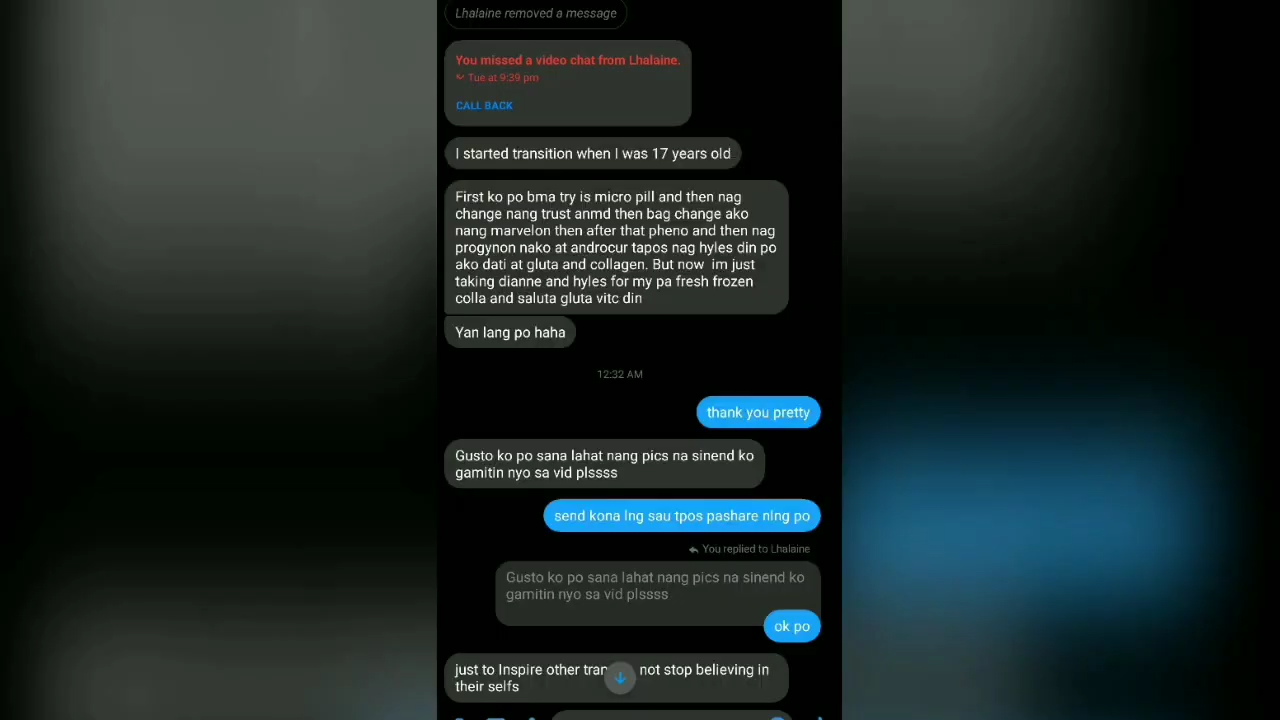 Lhalaine removed a message
You missed a video chat from Lhalaine.
Tue at 9:39 pm
CALL BACK
I started transition when I was 17 years old
First ko po bma try is micro pill and then nag
change nang trust anmd then bag change ako
nang marvelon then after that pheno and then nag
progynon nako at androcur tapos nag hyles din po
ako dati at gluta and collagen. But now im just
taking dianne and hyles for my pa fresh frozen
colla and saluta gluta vitc din
Yan lang po haha
12:32 AM
thank you pretty
Gusto ko po sana lahat nang pics na sinend ko
gamitin nyo sa vid plssss
send kona lng sau tpos pashare nlng po
You replied to Lhalaine
Gusto ko po sana lahat nang pics na sinend ko
gamitin nyo sa vid plssss
ok po
just to Inspire other tran not stop believing in
their selfs